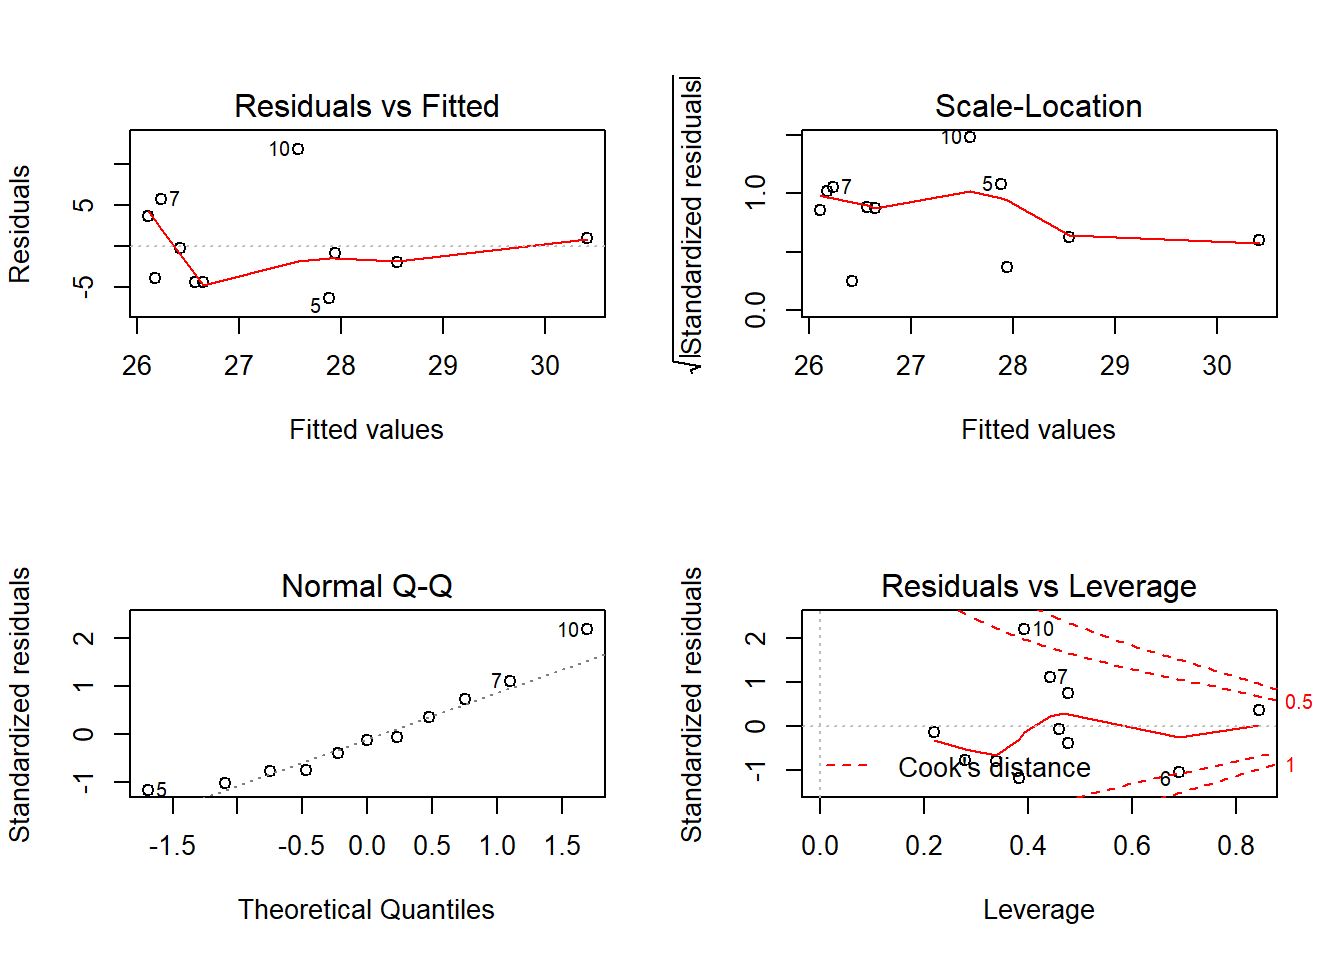 Residuals vs Fitted
Residuals
5
-5
10
7
5
26 27 28 29 30
Fitted values
Scale-Location
√|Standardized residuals|
1.0
0.0
10
7
5
26 27 28 29 30
Fitted values
Normal Q-Q
Standardized residuals
2
1
0
-1
10
7
5
-1.5 -0.5 0.0 0.5 1.0 1.5
Theoretical Quantiles
Residuals vs Leverage
Standardized residuals
2
1
0
-1
10
7
6
0.5
1
Cook's distance
0.0 0.2 0.4 0.6 0.8
Leverage